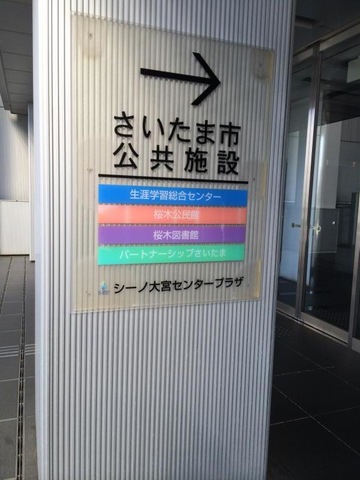 さいたま市
公共施設
生涯学習総合センター
桜木公民館
桜木図書館
パートナーシップさいたま
シーノ大宮センタープラザ